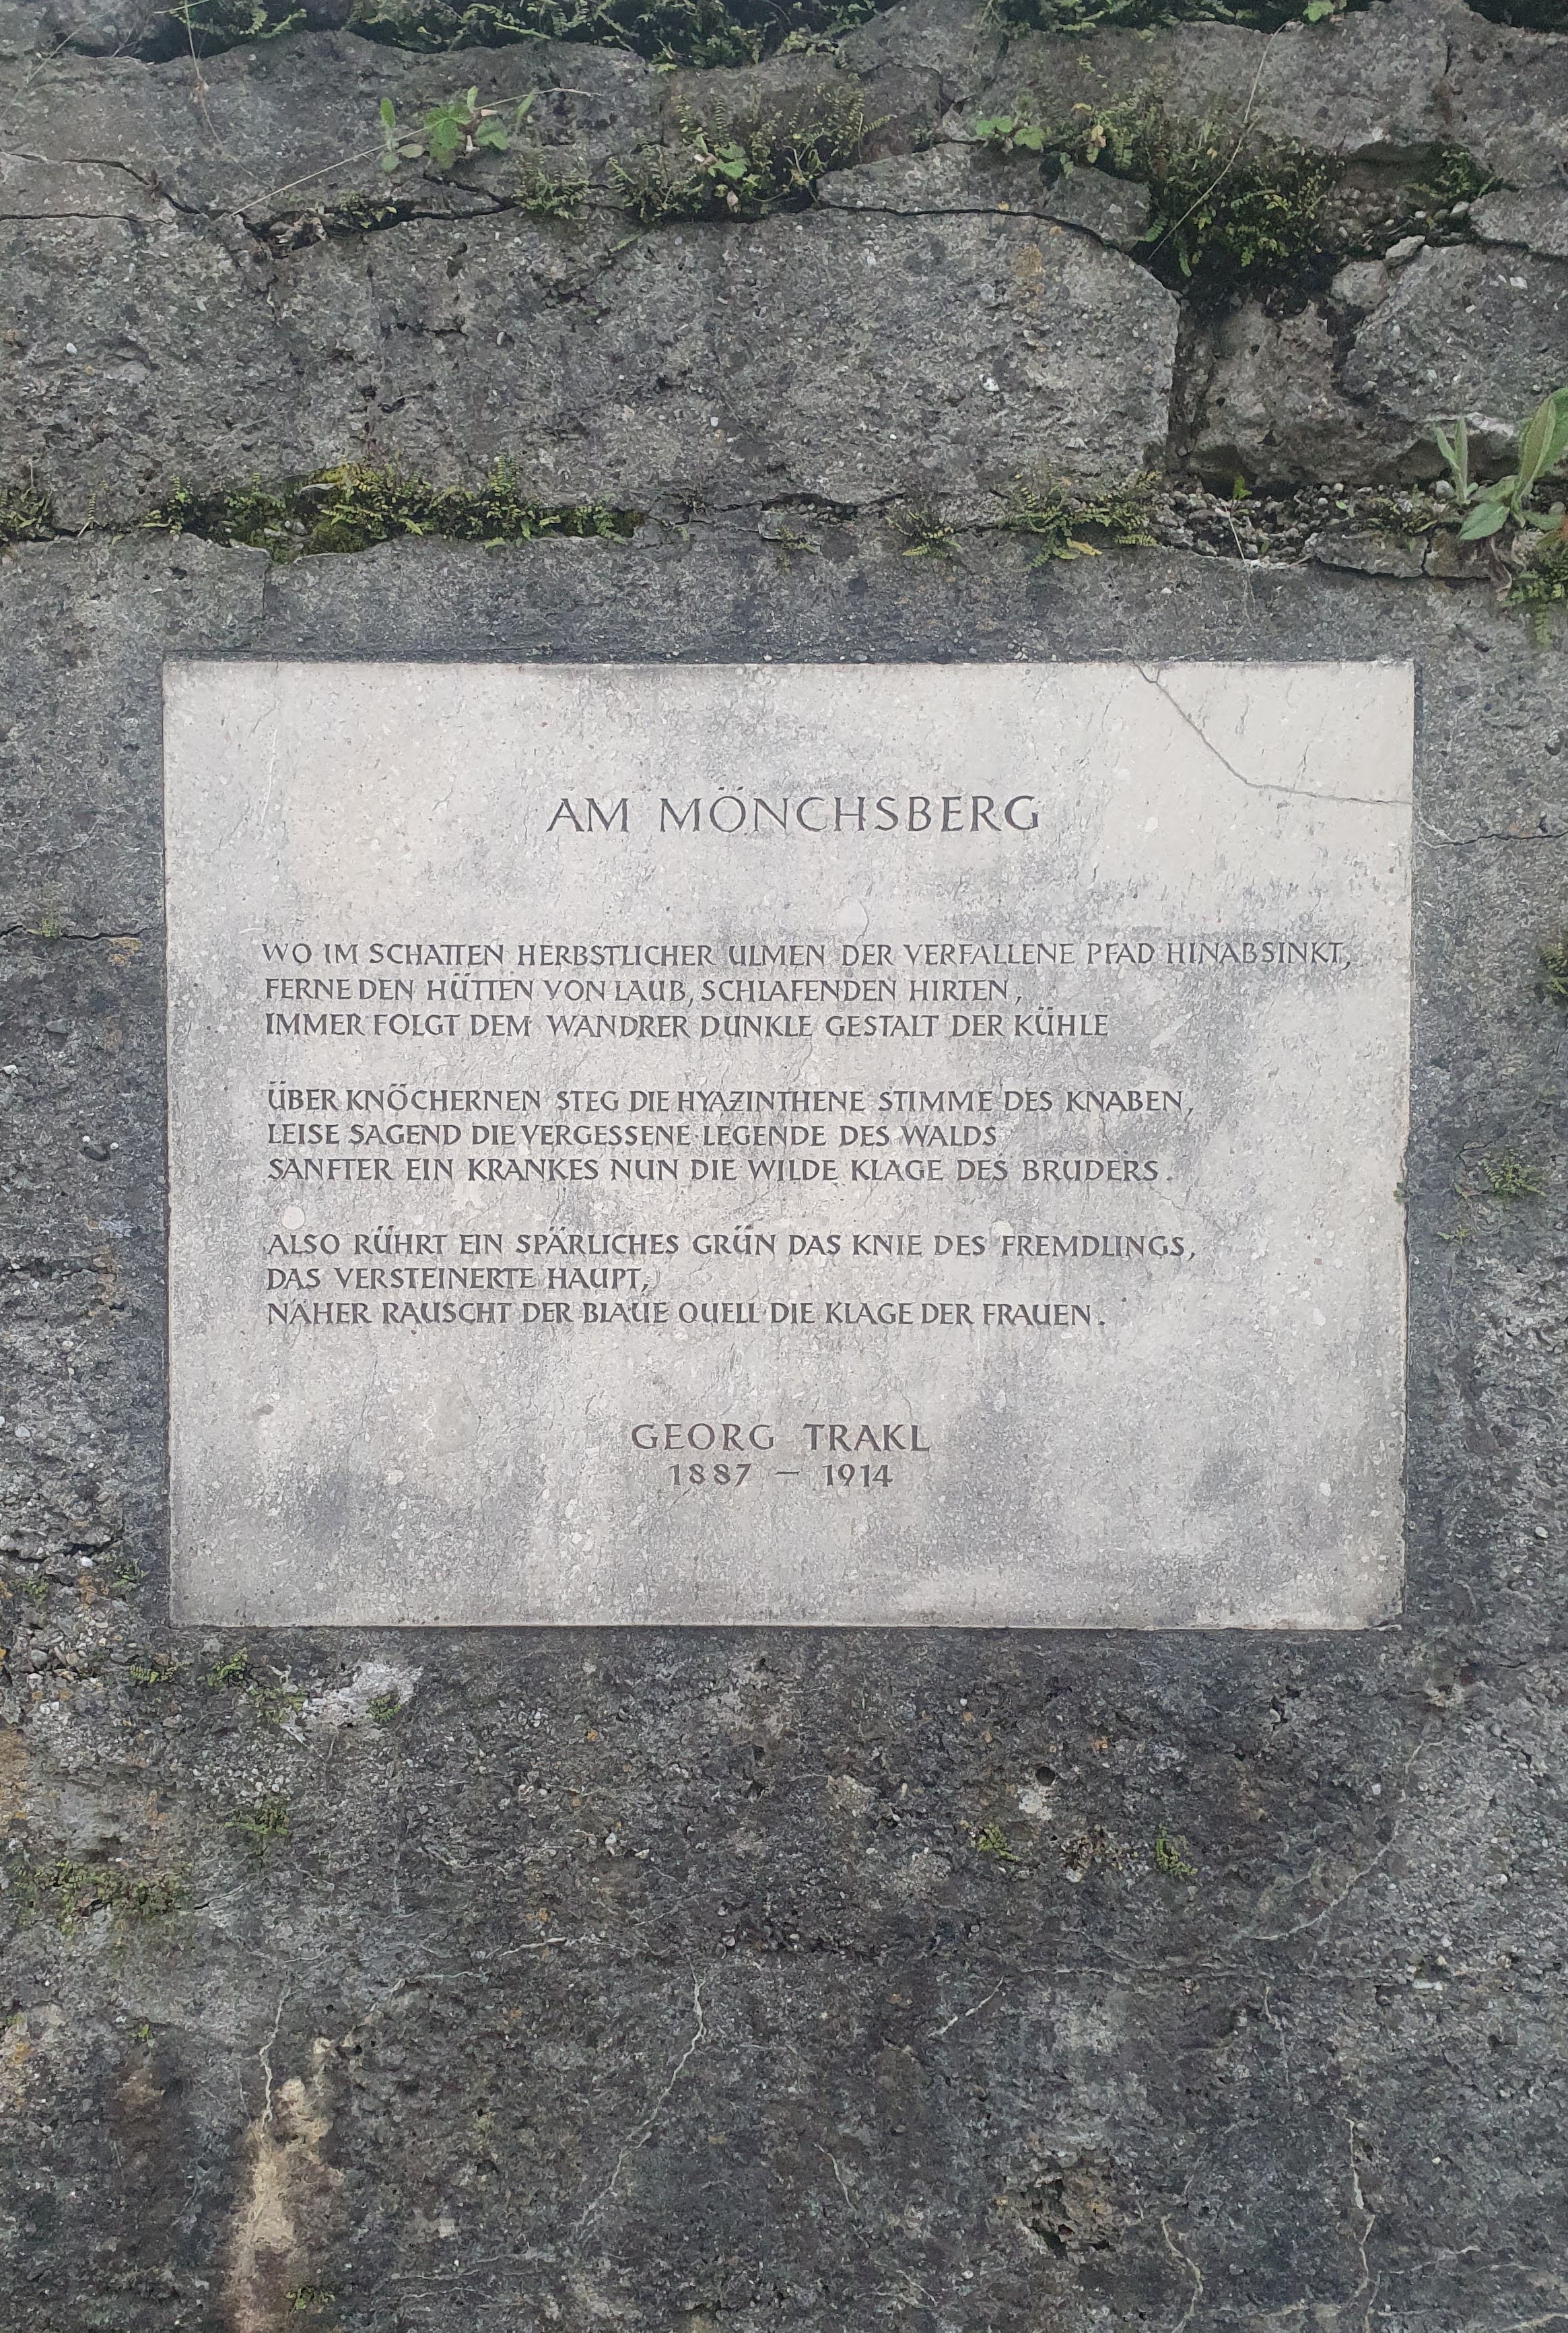 AM MÖNCHSBERG
WO IM SCHATTEN HERBSTLICHER ULMEN DER VERFALLENE PFAD HINABSINKT,
FERNE DEN HÜTTEN VON LAUB, SCHLAFENDEN HIRTEN,
IMMER FOLGT DEM WANDRER DUNKLE GESTALT DER KÜHLE
ÜBER KNÖCHERNEN STEG DIE HYAZINTHENE STIMME DES KNABEN,
LEISE SAGEND DIE VERGESSENE LEGENDE DES WALDS
SANFTER EIN KRANKES NUN DIE WILDE KLAGE DES BRUDERS.
ALSO RÜHRT EIN SPÄRLICHES GRÜN DAS KNIE DES FREMDLINGS,
DAS VERSTEINERTE HAUPT,
NÄHER RAUSCHT DER BLAUE QUELL DIE KLAGE DER FRAUEN.
GEORG TRAKL
1887 – 1914